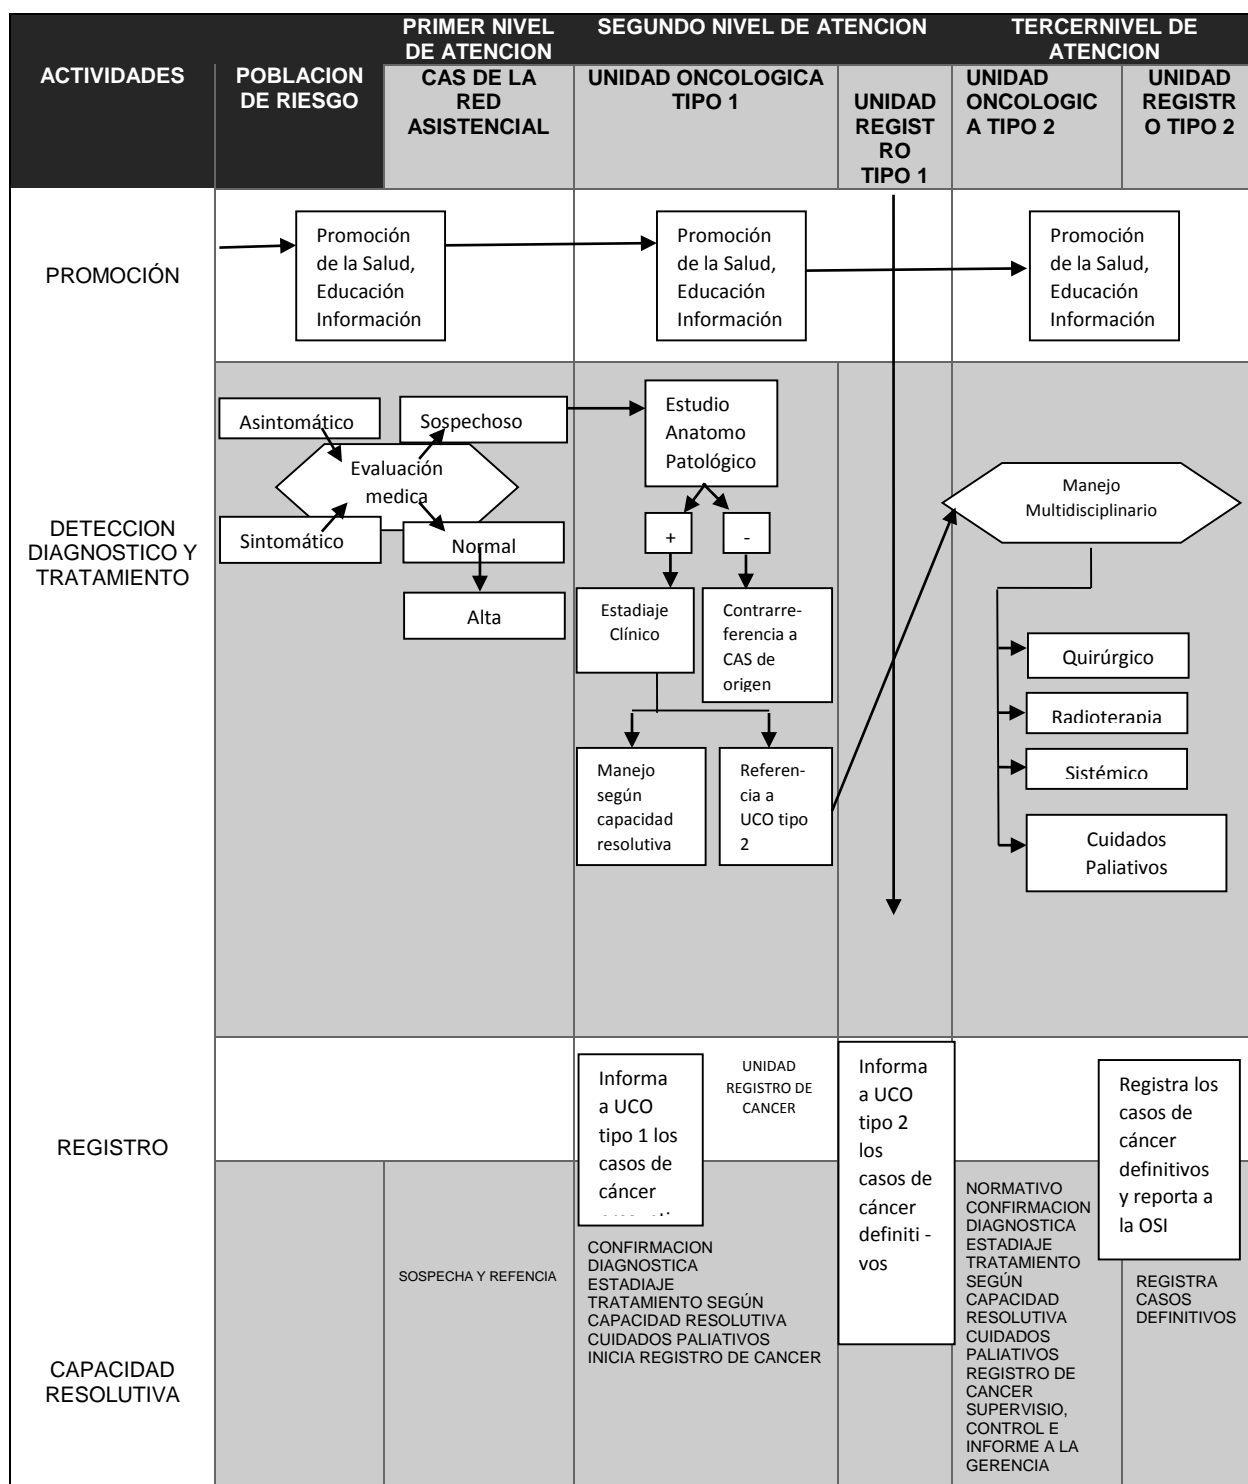 PRIMER NIVEL
DE ATENCION
SEGUNDO NIVEL DE ATENCION
TERCERNIVEL DE
ATENCION
ACTIVIDADES
POBLACION
DE RIESGO
CAS DE LA
RED
ASISTENCIAL
UNIDAD ONCOLOGICA
TIPO 1
UNIDAD
REGIST
RO
TIPO 1
UNIDAD
ONCOLOGIC
A TIPO 2
UNIDAD
REGISTR
O TIPO 2
PROMOCIÓN
Promoción
de la Salud,
Educación
Información
Promoción
de la Salud,
Educación
Información
Promoción
de la Salud,
Educación
Información
DETECCION
DIAGNOSTICO Y
TRATAMIENTO
Asintomático
Sospechoso
Evaluación
medica
Sintomático
Normal
Alta
Estudio
Anatomo
Patológico
+
-
Estadiaje
Clínico
Contrarre-
ferencia a
CAS de
origen
Manejo
según
capacidad
resolutiva
Referen-
cia a
UCO tipo
2
Manejo
Multidisciplinario
Quirúrgico
Radioterapia
Sistémico
Cuidados
Paliativos
REGISTRO
Informa
a UCO
tipo 1 los
casos de
cáncer
UNIDAD
REGISTRO DE
CANCER
Informa
a UCO
tipo 2
los
casos de
cáncer
definiti -
vos
Registra los
casos de
cáncer
definitivos
y reporta a
la OSI
CAPACIDAD
RESOLUTIVA
SOSPECHA Y REFENCIA
CONFIRMACION
DIAGNOSTICA
ESTADIAJE
TRATAMIENTO SEGÚN
CAPACIDAD RESOLUTIVA
CUIDADOS PALIATIVOS
INICIA REGISTRO DE CANCER
NORMATIVO
CONFIRMACION
DIAGNOSTICA
ESTADIAJE
TRATAMIENTO
SEGÚN
CAPACIDAD
RESOLUTIVA
CUIDADOS
PALIATIVOS
REGISTRO DE
CANCER
SUPERVISIO,
CONTROL E
INFORME A LA
GERENCIA
REGISTRA
CASOS
DEFINITIVOS